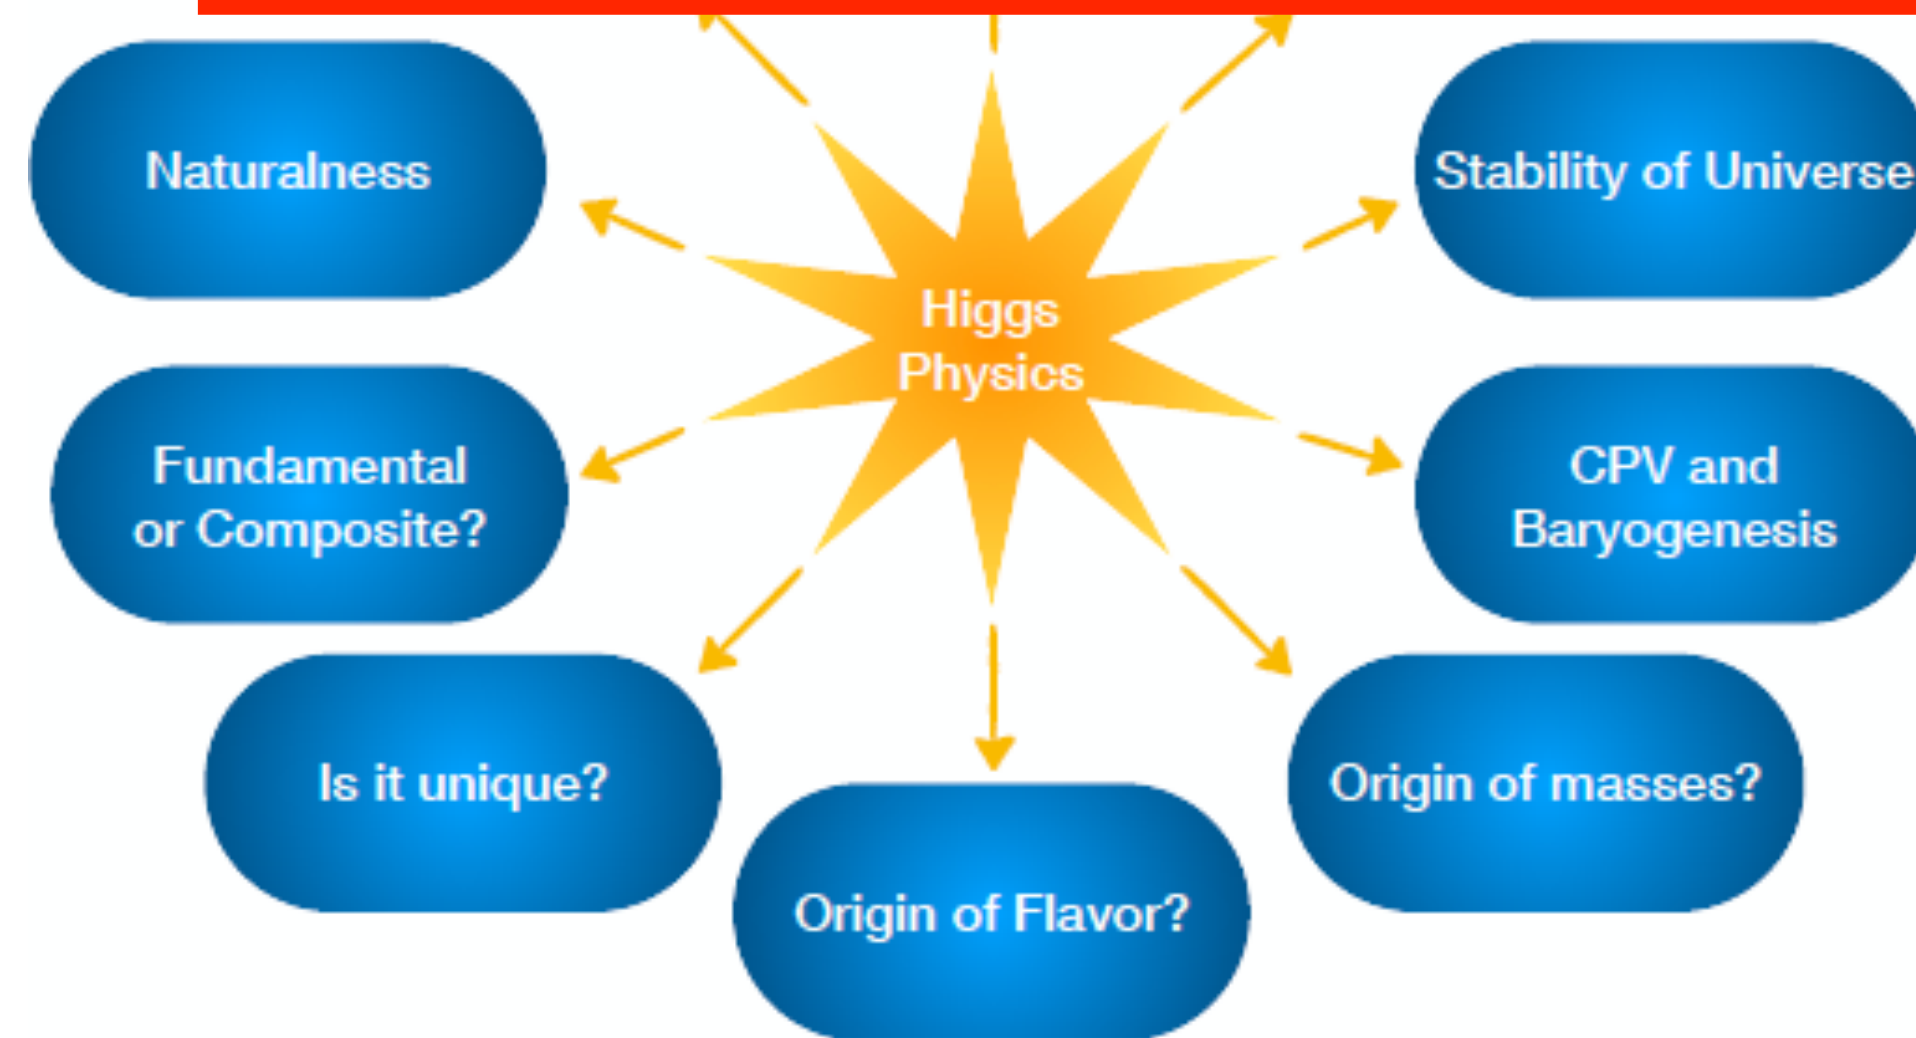 Naturalness
Stability of Universe
Higgs
Physics
Fundamental
or Composite?
CPV and
Baryogenesis
Is it unique?
Origin of masses?
Origin of Flavor?